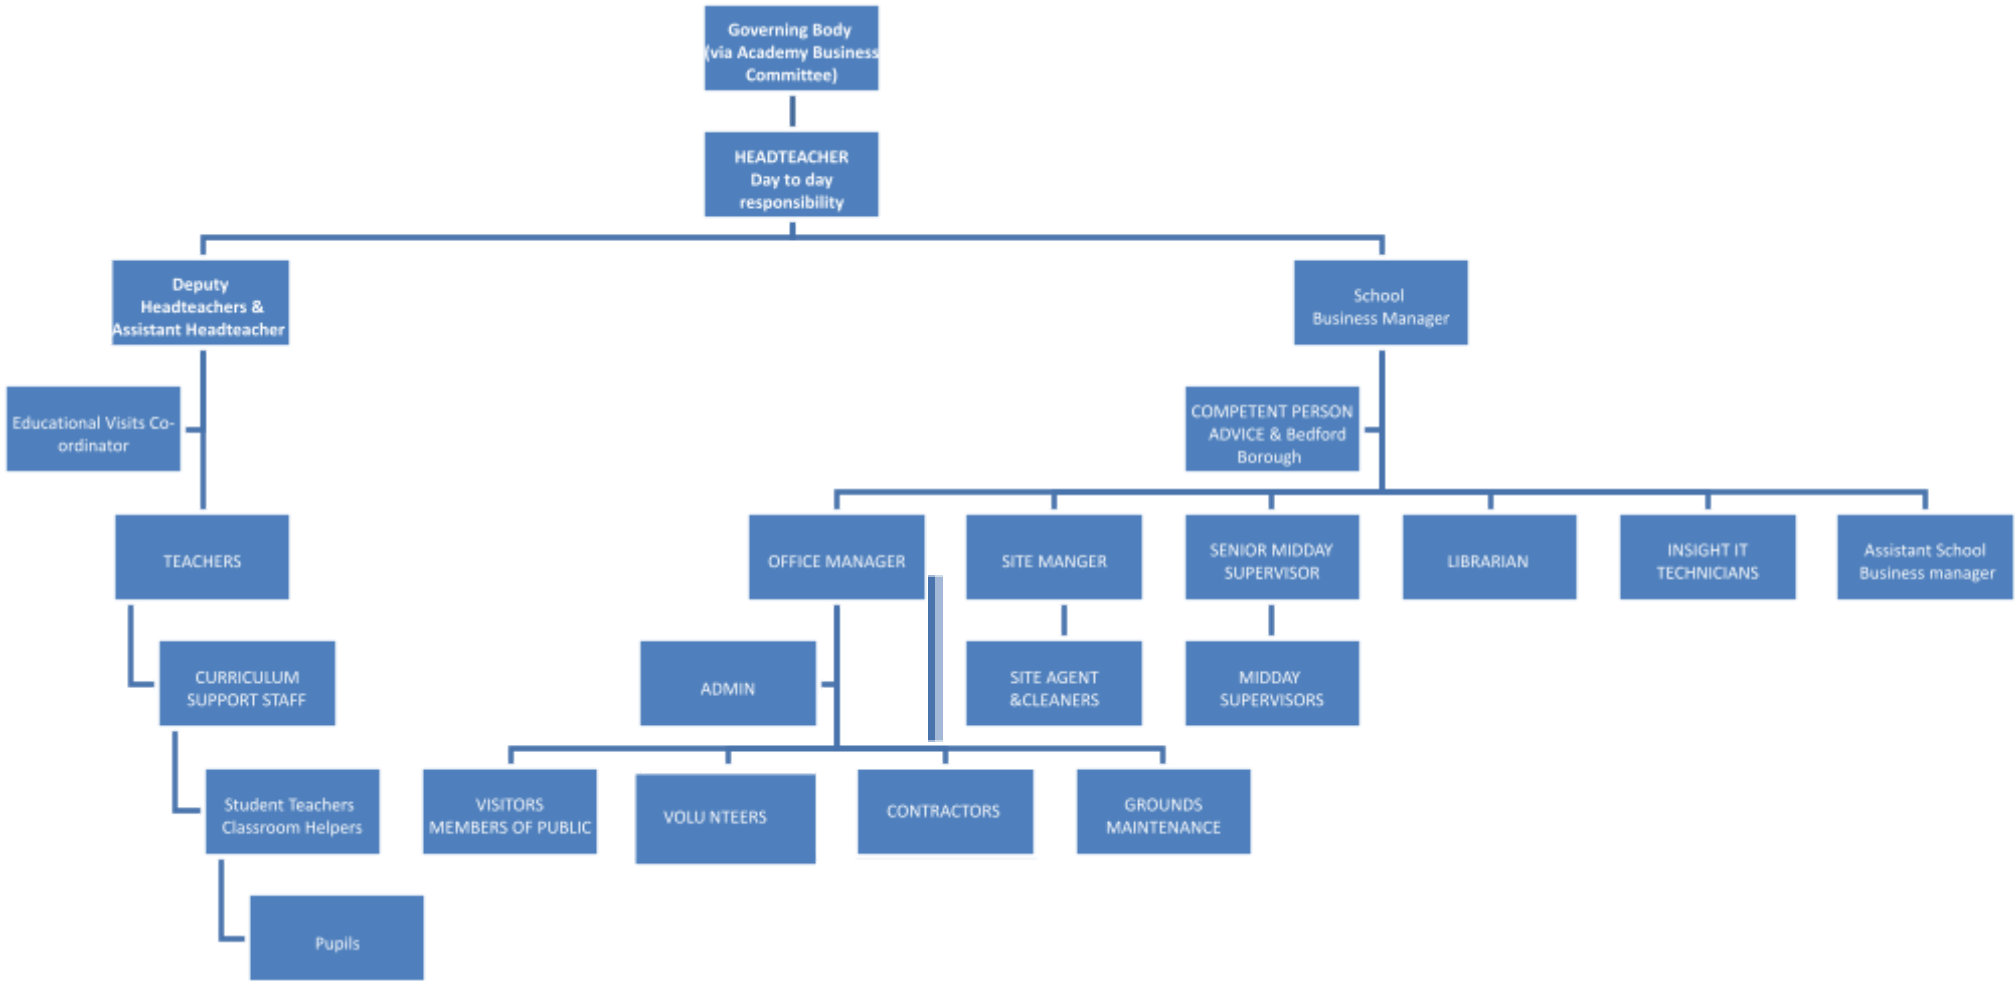 Governing Body
(via Academy Business
Committee)
HEADTEACHER
Day to day
responsibility
Deputy
Headteachers &
Assistant Headteacher
School
Business Manager
Educational Visits Co-
ordinator
COMPETENT PERSON
ADVICE & Bedford
Borough
TEACHERS
OFFICE MANAGER
SITE MANGER
SENIOR MIDDAY
SUPERVISOR
LIBRARIAN
INSIGHT IT
TECHNICIANS
Assistant School
Business manager
CURRICULUM
SUPPORT STAFF
ADMIN
SITE AGENT
&CLEANERS
MIDDAY
SUPERVISORS
Student Teachers
Classroom Helpers
VISITORS
MEMBERS OF PUBLIC
VOLU NTEERS
CONTRACTORS
GROUNDS
MAINTENANCE
Pupils